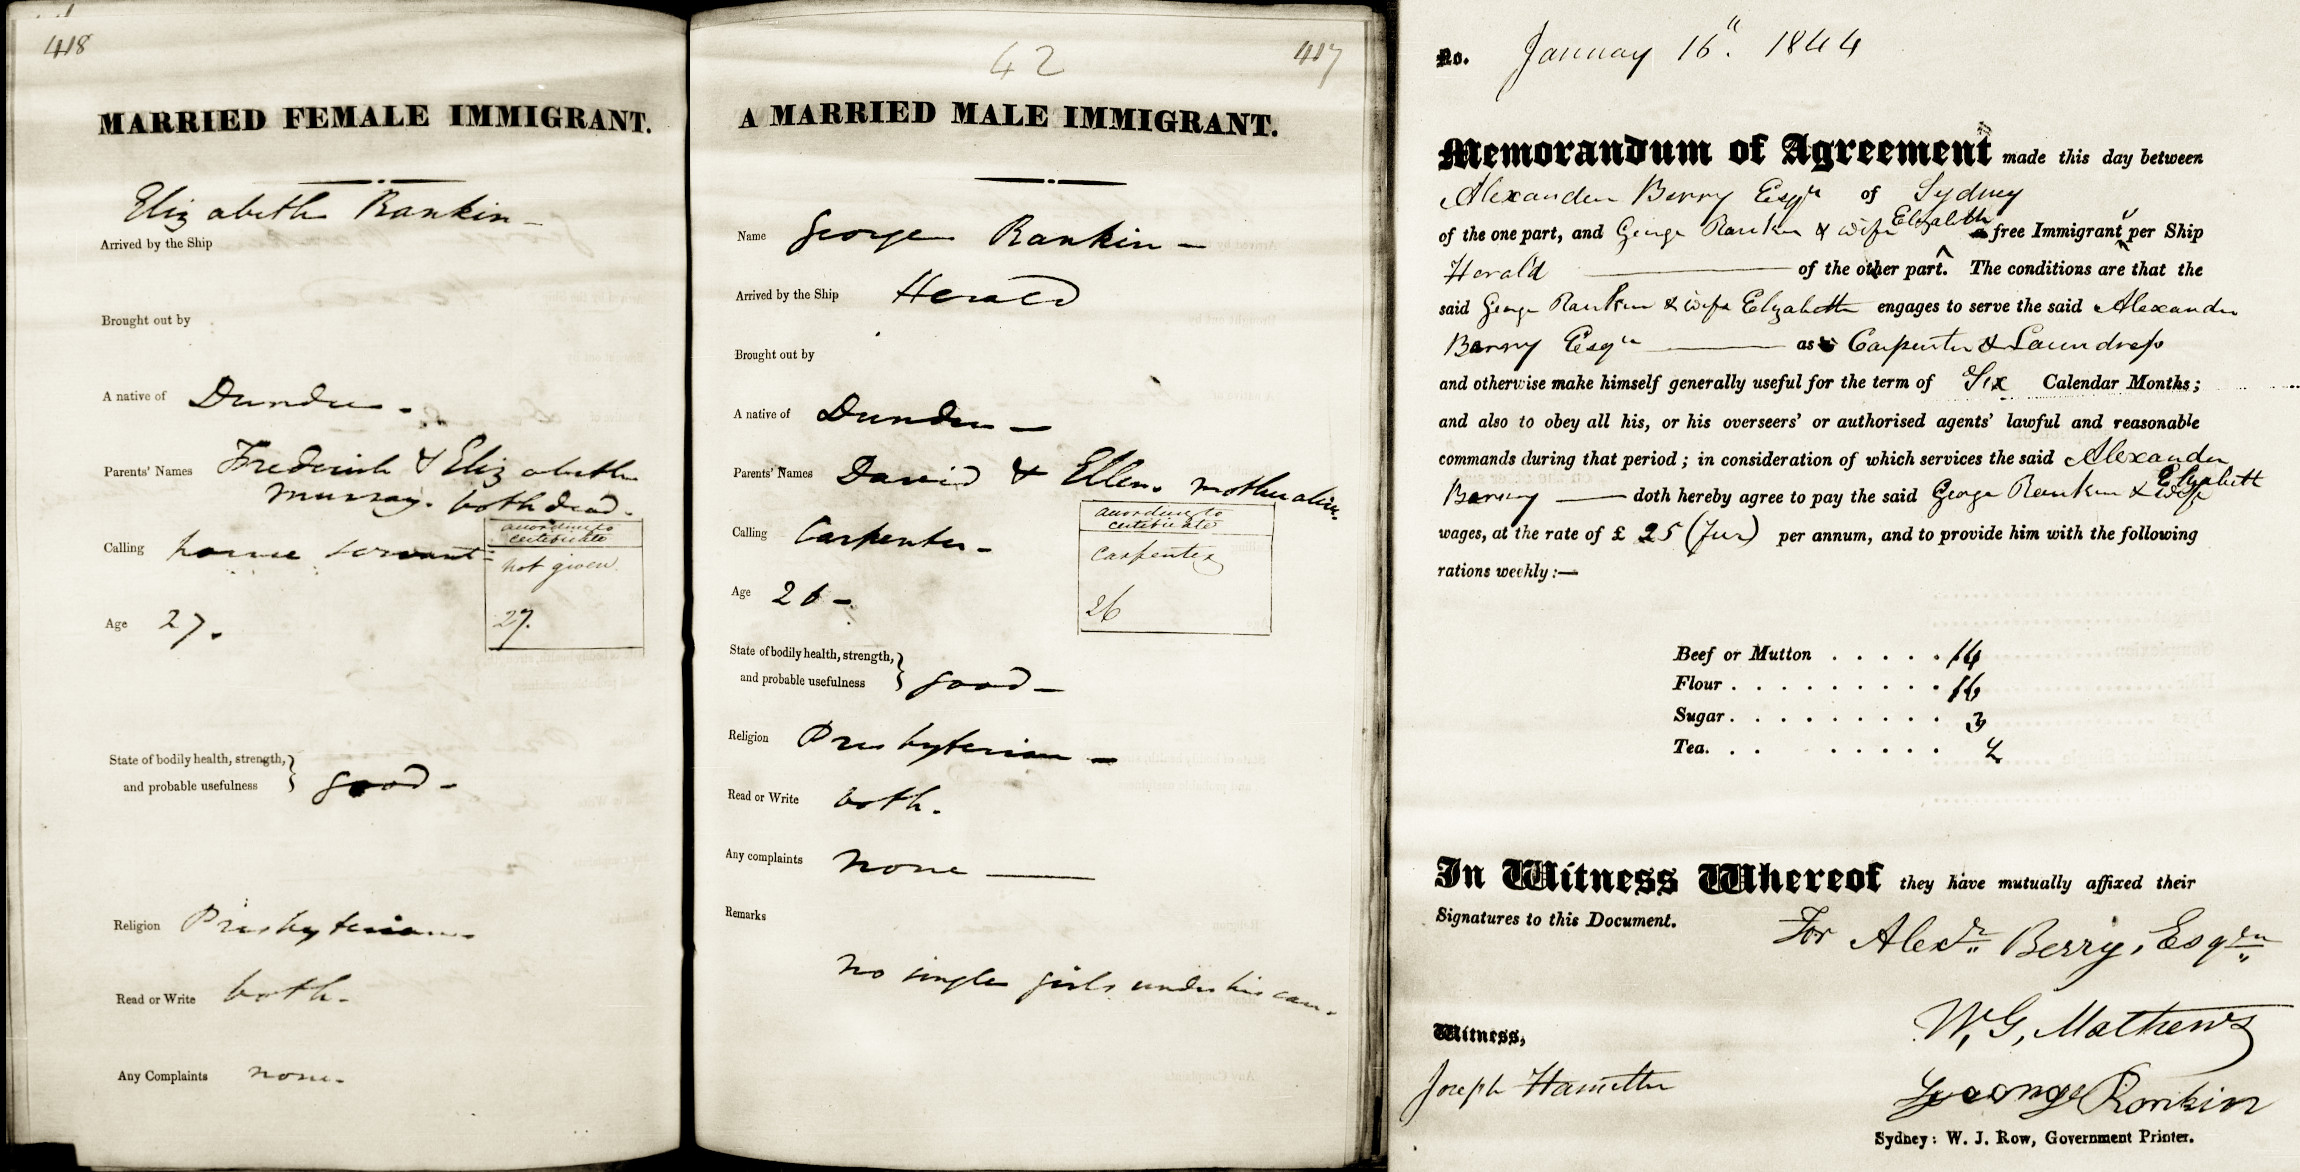 418
MARRIED FEMALE IMMIGRANT.
Elizabeth Rankin -
Arrived by the Ship
Brought out by
A native of Dundee -
Parents' Names Frederick & Elizabeth
Murray. both dead.
according to
certificate
Calling house servant -
not given
Age 27.
27.
State of bodily health, strength,
and probable usefulness } good -
Religion Presbyterian -
Read or Write both -
Any Complaints none -
42
417
A MARRIED MALE IMMIGRANT.
Name George Rankin -
Arrived by the Ship Herald
Brought out by
A native of Dundee -
Parents' Names David & Ellen. mother alive.
according to
certificate
Calling Carpenter -
carpenter
Age 26 -
26
State of bodily health, strength,
and probable usefulness } good -
Religion Presbyterian -
Read or Write both.
Any complaints none
Remarks
no single girls under his care.
No. January 16". 1844
Memorandum of Agreement made this day between
Alexander Berry Esqre of Sydney
of the one part, and George Rankin & wife Elizabeth free Immigrants per Ship
Herald of the other part. The conditions are that the
said George Rankin & wife Elizabeth engages to serve the said Alexander
Berry Esqre as Carpenter & Laundress
and otherwise make himself generally useful for the term of Six Calendar Months;
and also to obey all his, or his overseers' or authorised agents' lawful and reasonable
commands during that period; in consideration of which services the said Alexander
Berry doth hereby agree to pay the said George Rankin & wife Elizabeth
wages, at the rate of £ 25 per annum, and to provide him with the following
rations weekly:—
Beef or Mutton . . . . . 14
Flour . . . . . . . . . 16
Sugar . . . . . . . . . 3
Tea. . . . . . . . .
In Witness Whereof they have mutually affixed their
Signatures to this Document.
For Alexr. Berry, Esqre
W. G. Mathews
Witness,
Joseph Hamilton
George Rankin
Sydney: W. J. Row, Government Printer.